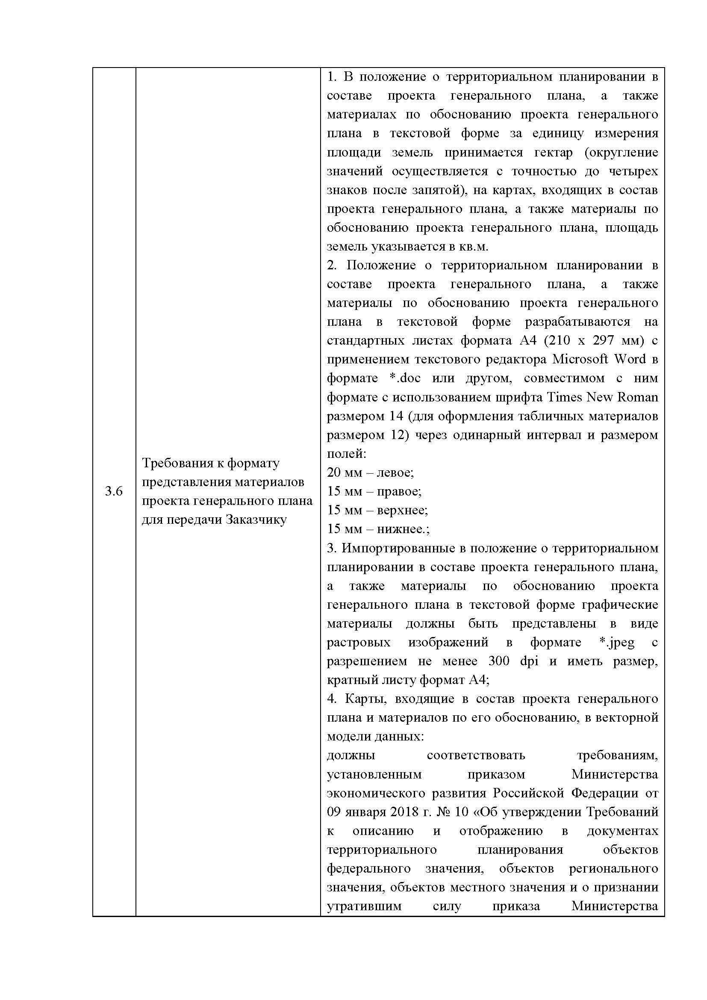 3.6
Требования к формату
представления материалов
проекта генерального плана
для передачи Заказчику
1. В положение о территориальном планировании в
составе проекта генерального плана, а также
материалах по обоснованию проекта генерального
плана в текстовой форме за единицу измерения
площади земель принимается гектар (округление
значений осуществляется с точностью до четырех
знаков после запятой), на картах, входящих в состав
проекта генерального плана, а также материалы по
обоснованию проекта генерального плана, площадь
земель указывается в кв.м.
2. Положение о территориальном планировании в
составе проекта генерального плана, а также
материалы по обоснованию проекта генерального
плана в текстовой форме разрабатываются на
стандартных листах формата А4 (210 х 297 мм) с
применением текстового редактора Microsoft Word в
формате *.doc или другом, совместимом с ним
формате с использованием шрифта Times New Roman
размером 14 (для оформления табличных материалов
размером 12) через одинарный интервал и размером
полей:
20 мм – левое;
15 мм – правое;
15 мм – верхнее;
15 мм – нижнее.;
3. Импортированные в положение о территориальном
планировании в составе проекта генерального плана,
а также материалы по обоснованию проекта
генерального плана в текстовой форме графические
материалы должны быть представлены в виде
растровых изображений в формате *.jpeg с
разрешением не менее 300 dpi и иметь размер,
кратный листу формат А4;
4. Карты, входящие в состав проекта генерального
плана и материалов по его обоснованию, в векторной
модели данных:
должны соответствовать требованиям,
установленным приказом Министерства
экономического развития Российской Федерации от
09 января 2018 г. № 10 «Об утверждении Требований
к описанию и отображению в документах
территориального планирования объектов
федерального значения, объектов регионального
значения, объектов местного значения и о признании
утратившим силу приказа Министерства